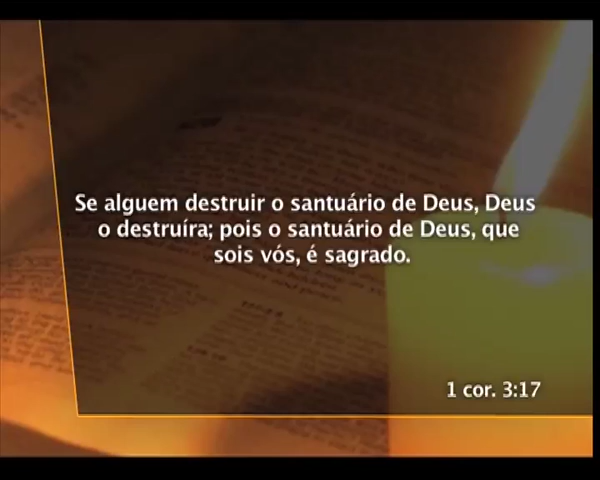 Se alguem destruir o santuário de Deus, Deus
o destruíra; pois o santuário de Deus, que
sois vós, é sagrado.
1 cor. 3:17